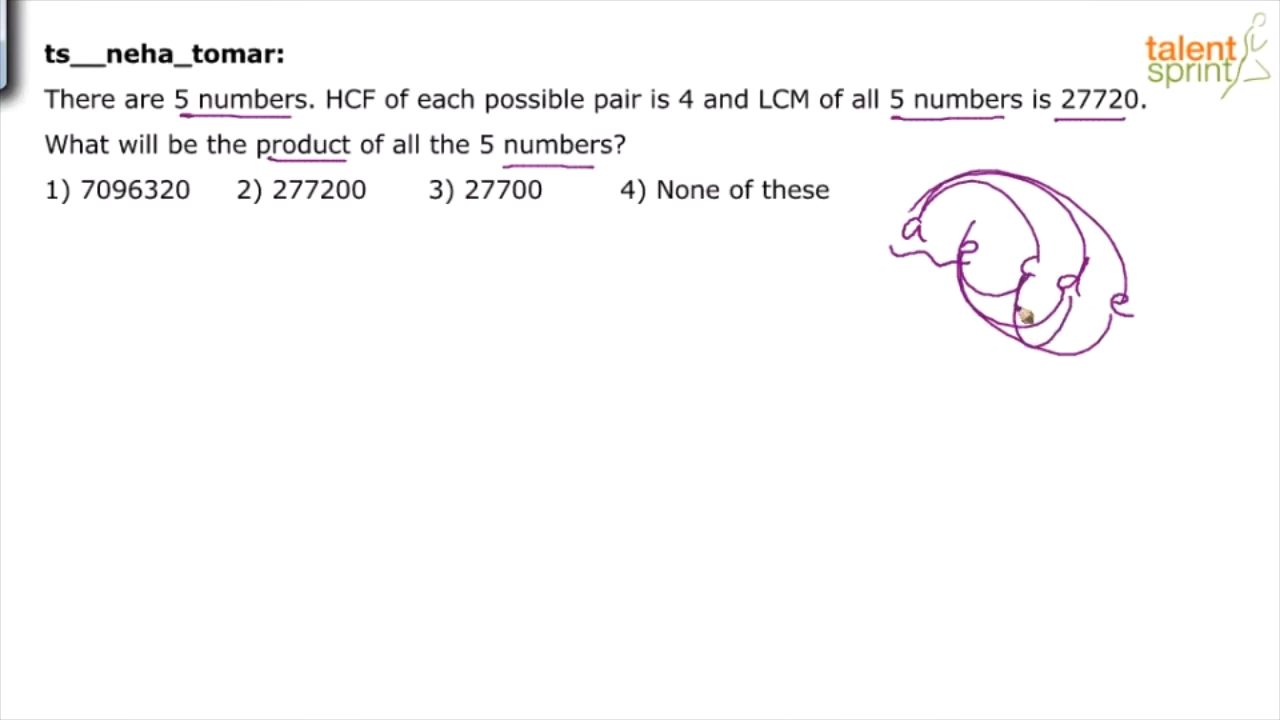 talent
sprint
ts__neha_tomar:
There are 5 numbers. HCF of each possible pair is 4 and LCM of all 5 numbers is 27720.
What will be the product of all the 5 numbers?
1) 7096320 2) 277200 3) 27700 4) None of these
a b c d e